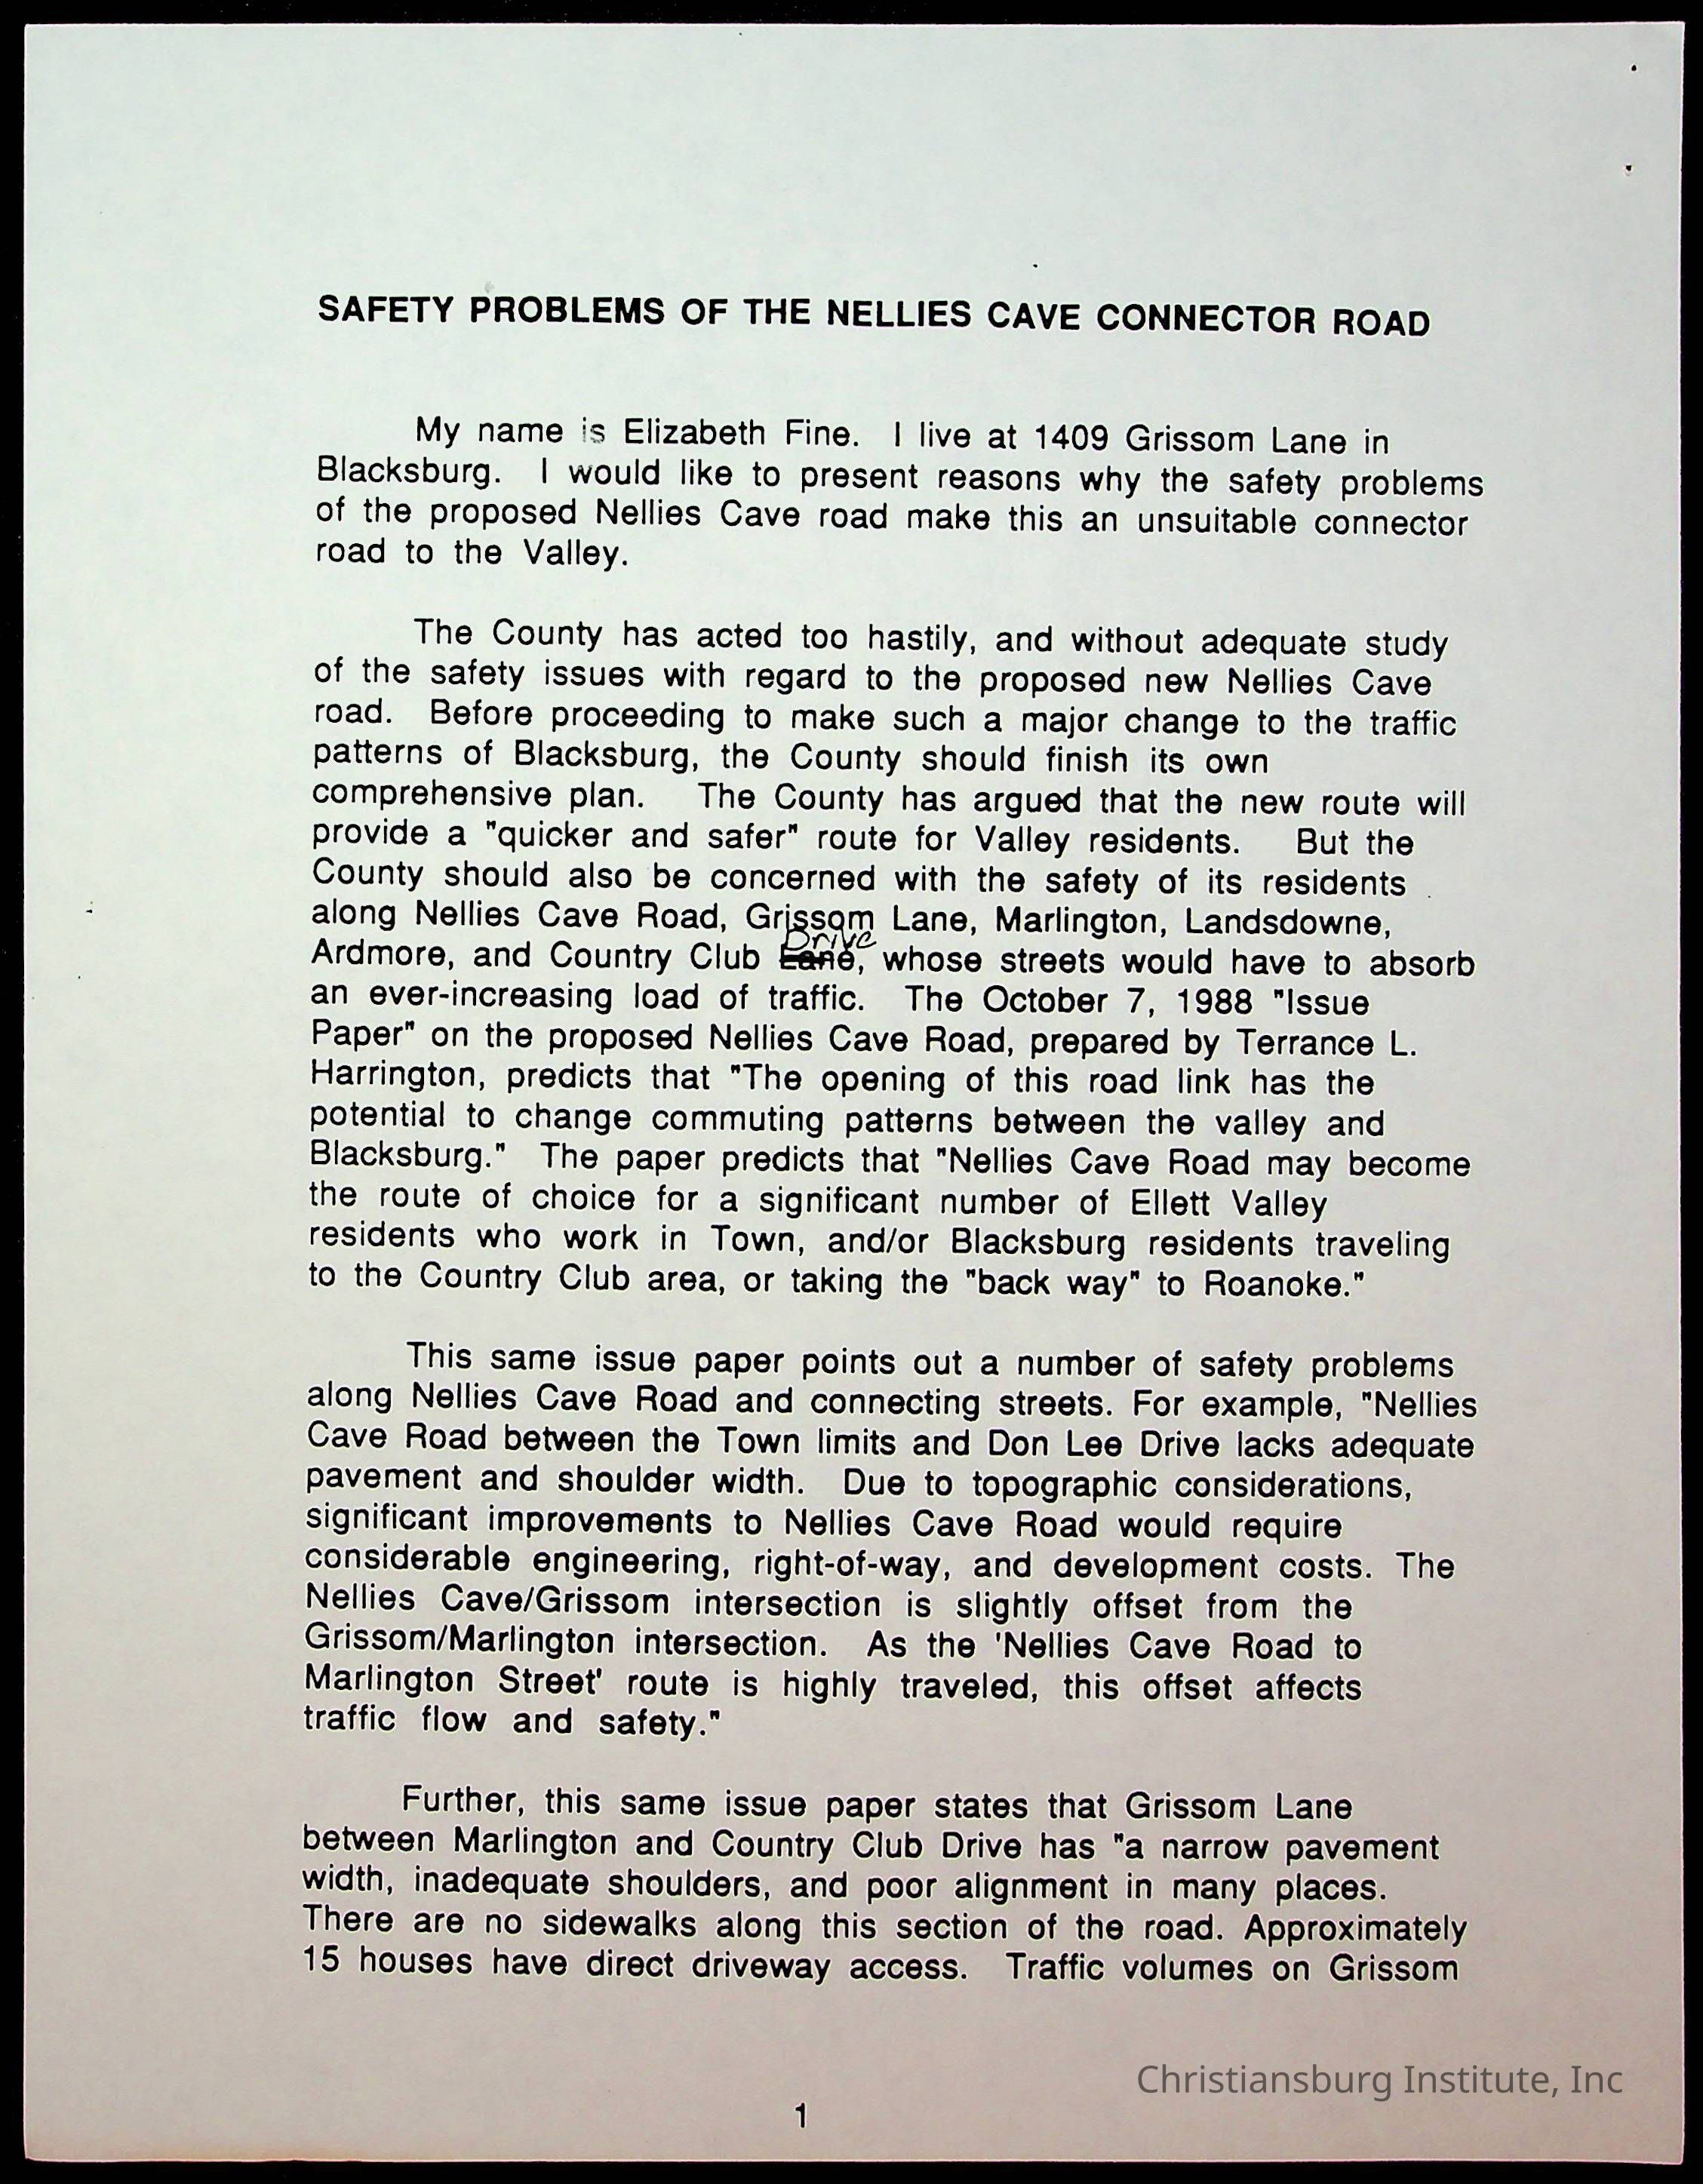 SAFETY PROBLEMS OF THE NELLIES CAVE CONNECTOR ROAD
My name is Elizabeth Fine. I live at 1409 Grissom Lane in
Blacksburg. I would like to present reasons why the safety problems
of the proposed Nellies Cave road make this an unsuitable connector
road to the Valley.
The County has acted too hastily, and without adequate study
of the safety issues with regard to the proposed new Nellies Cave
road. Before proceeding to make such a major change to the traffic
patterns of Blacksburg, the County should finish its own
comprehensive plan. The County has argued that the new route will
provide a "quicker and safer" route for Valley residents. But the
County should also be concerned with the safety of its residents
along Nellies Cave Road, Grissom Lane, Marlington, Landsdowne,
Drive
Ardmore, and Country Club Lane, whose streets would have to absorb
an ever-increasing load of traffic. The October 7, 1988 "Issue
Paper" on the proposed Nellies Cave Road, prepared by Terrance L.
Harrington, predicts that "The opening of this road link has the
potential to change commuting patterns between the valley and
Blacksburg." The paper predicts that "Nellies Cave Road may become
the route of choice for a significant number of Ellett Valley
residents who work in Town, and/or Blacksburg residents traveling
to the Country Club area, or taking the "back way" to Roanoke."
This same issue paper points out a number of safety problems
along Nellies Cave Road and connecting streets. For example, "Nellies
Cave Road between the Town limits and Don Lee Drive lacks adequate
pavement and shoulder width. Due to topographic considerations,
significant improvements to Nellies Cave Road would require
considerable engineering, right-of-way, and development costs. The
Nellies Cave/Grissom intersection is slightly offset from the
Grissom/Marlington intersection. As the 'Nellies Cave Road to
Marlington Street' route is highly traveled, this offset affects
traffic flow and safety."
Further, this same issue paper states that Grissom Lane
between Marlington and Country Club Drive has "a narrow pavement
width, inadequate shoulders, and poor alignment in many places.
There are no sidewalks along this section of the road. Approximately
15 houses have direct driveway access. Traffic volumes on Grissom
Christiansburg Institute, Inc
1